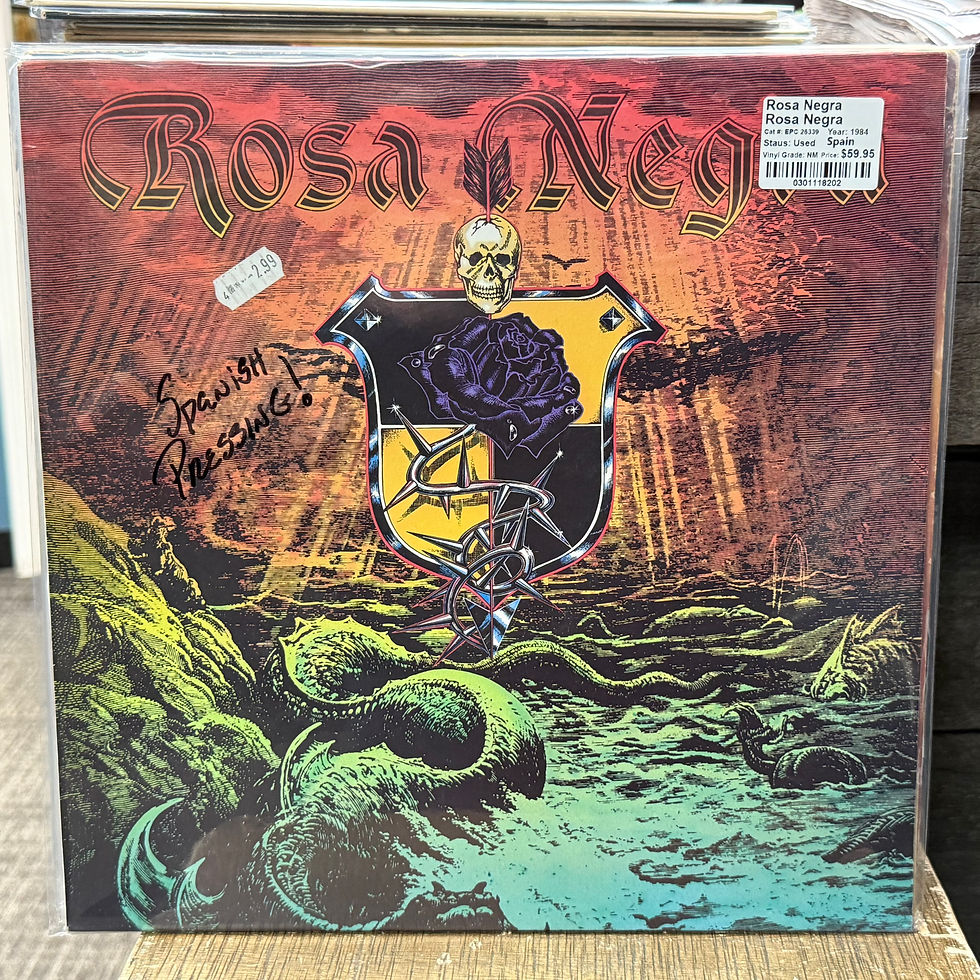 Rosa Negra
Rosa Negra
Rosa Negra
Cat #: EPC 26339 Year: 1984
Staus: Used Spain
Vinyl Grade: NM Price: $59.95
0301118202
2.99
Spanish
Pressing!